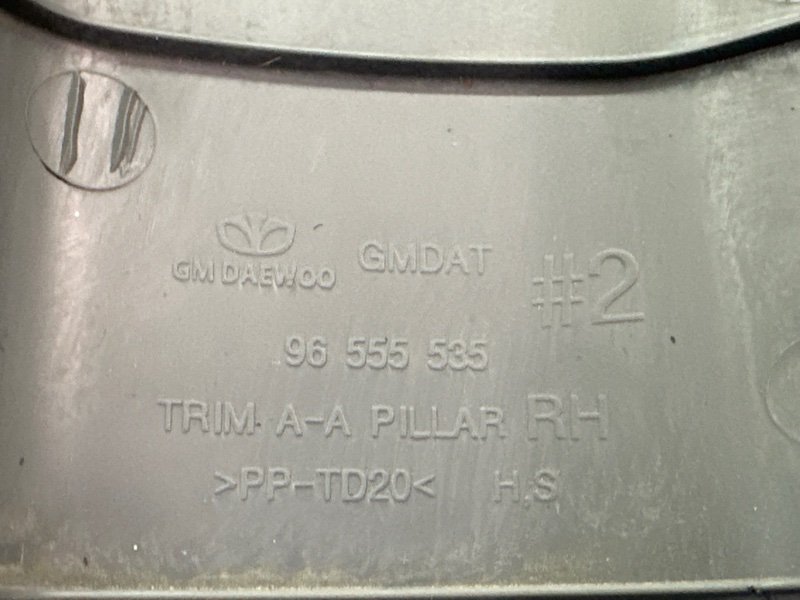 GM DAEWOO GMDAT #2
96 555 535
TRIM. A-A PILLAR RH
>PP-TD20< H.S